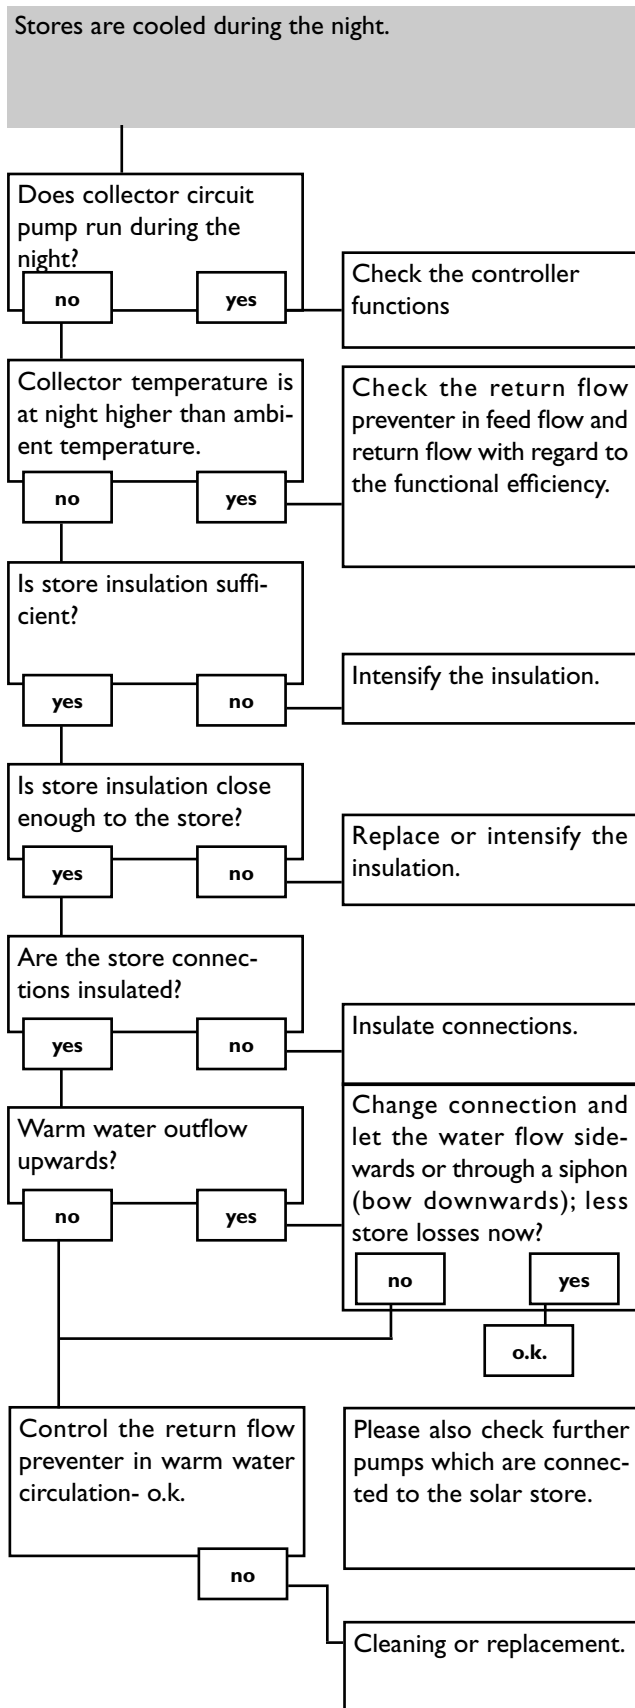 Stores are cooled during the night.
Does collector circuit
pump run during the
night?
no
yes
Check the controller
functions
Collector temperature is
at night higher than ambi-
ent temperature.
no
yes
Check the return flow
preventer in feed flow and
return flow with regard to
the functional efficiency.
Is store insulation suffi-
cient?
yes
no
Intensify the insulation.
Is store insulation close
enough to the store?
yes
no
Replace or intensify the
insulation.
Are the store connec-
tions insulated?
yes
no
Insulate connections.
Warm water outflow
upwards?
no
yes
Change connection and
let the water flow side-
wards or through a siphon
(bow downwards); less
store losses now?
no
yes
o.k.
Control the return flow
preventer in warm water
circulation- o.k.
no
Please also check further
pumps which are connec-
ted to the solar store.
Cleaning or replacement.